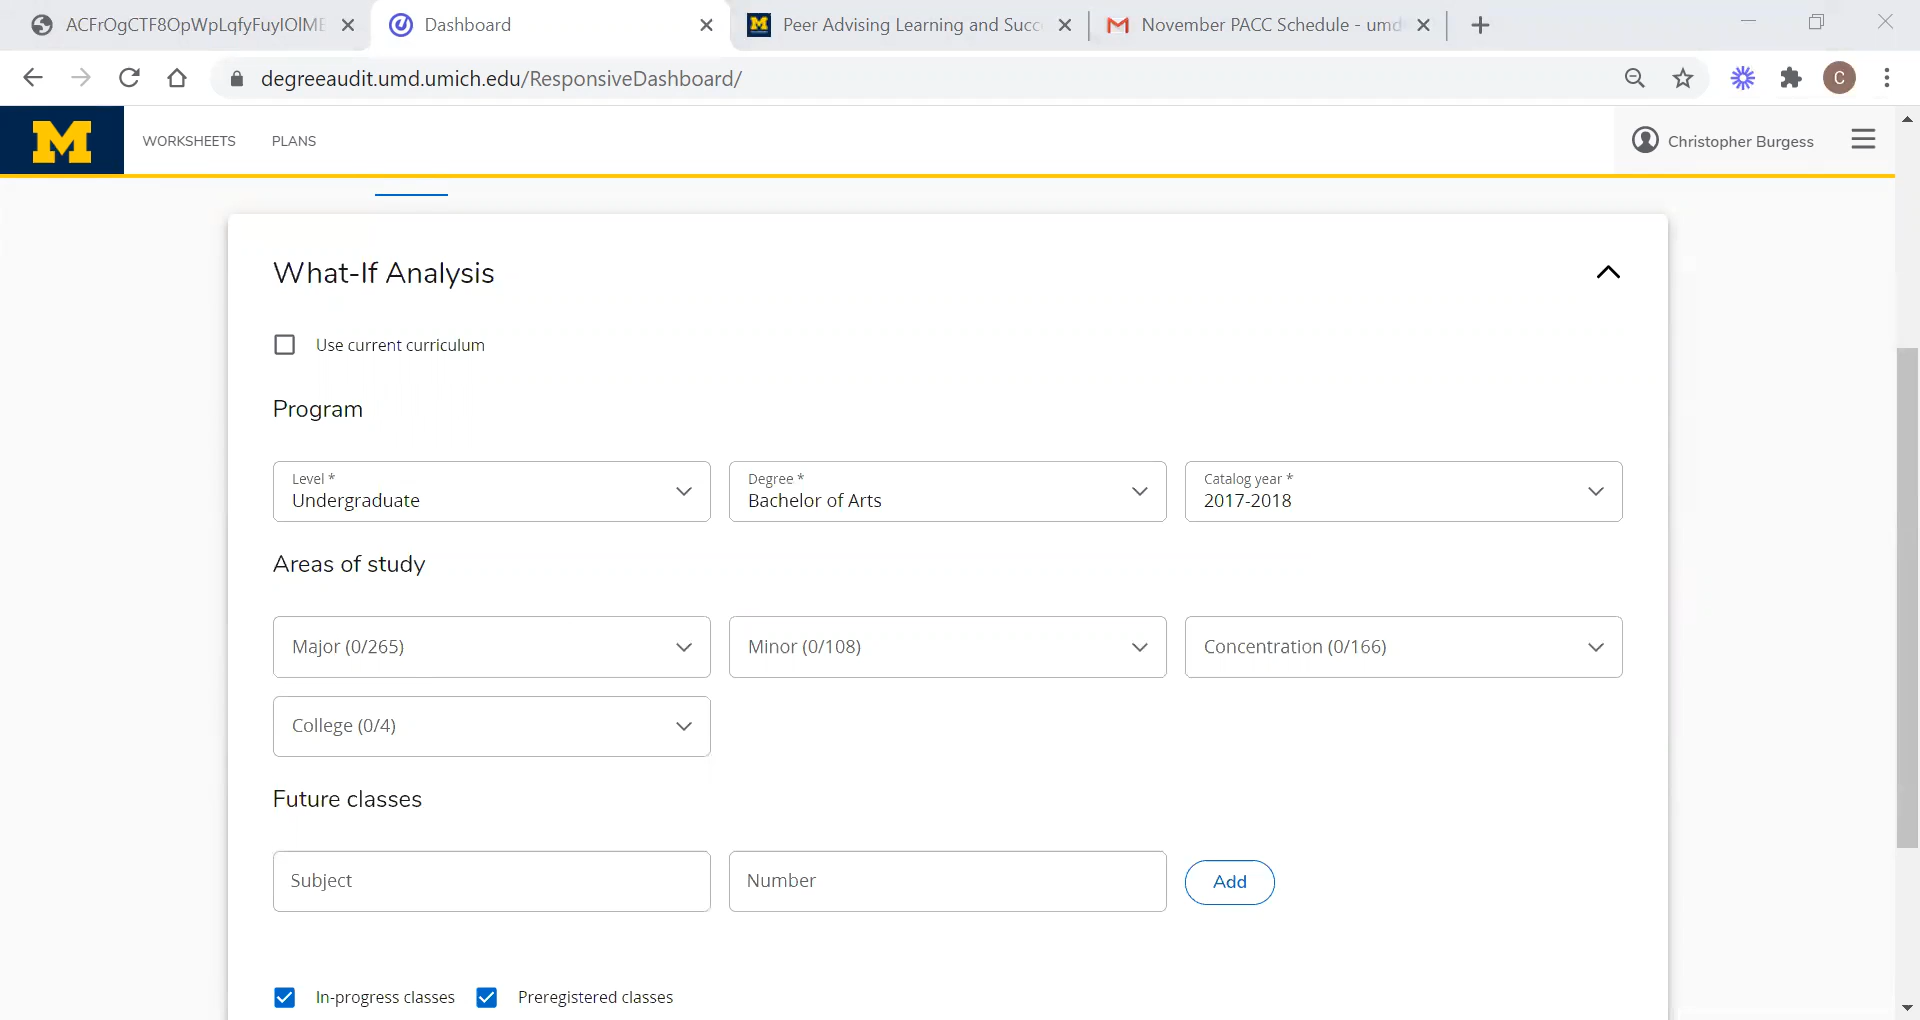 ACFrOgCTF8OpWpLqfyFuyIOlME
Dashboard
Peer Advising Learning and Succ
November PACC Schedule - umd
degreeaudit.umd.umich.edu/ResponsiveDashboard/
C
M
WORKSHEETS
PLANS
Christopher Burgess
What-If Analysis
Use current curriculum
Program
Level *
Undergraduate
Degree *
Bachelor of Arts
Catalog year *
2017-2018
Areas of study
Major (0/265)
Minor (0/108)
Concentration (0/166)
College (0/4)
Future classes
Subject
Number
Add
In-progress classes
Preregistered classes